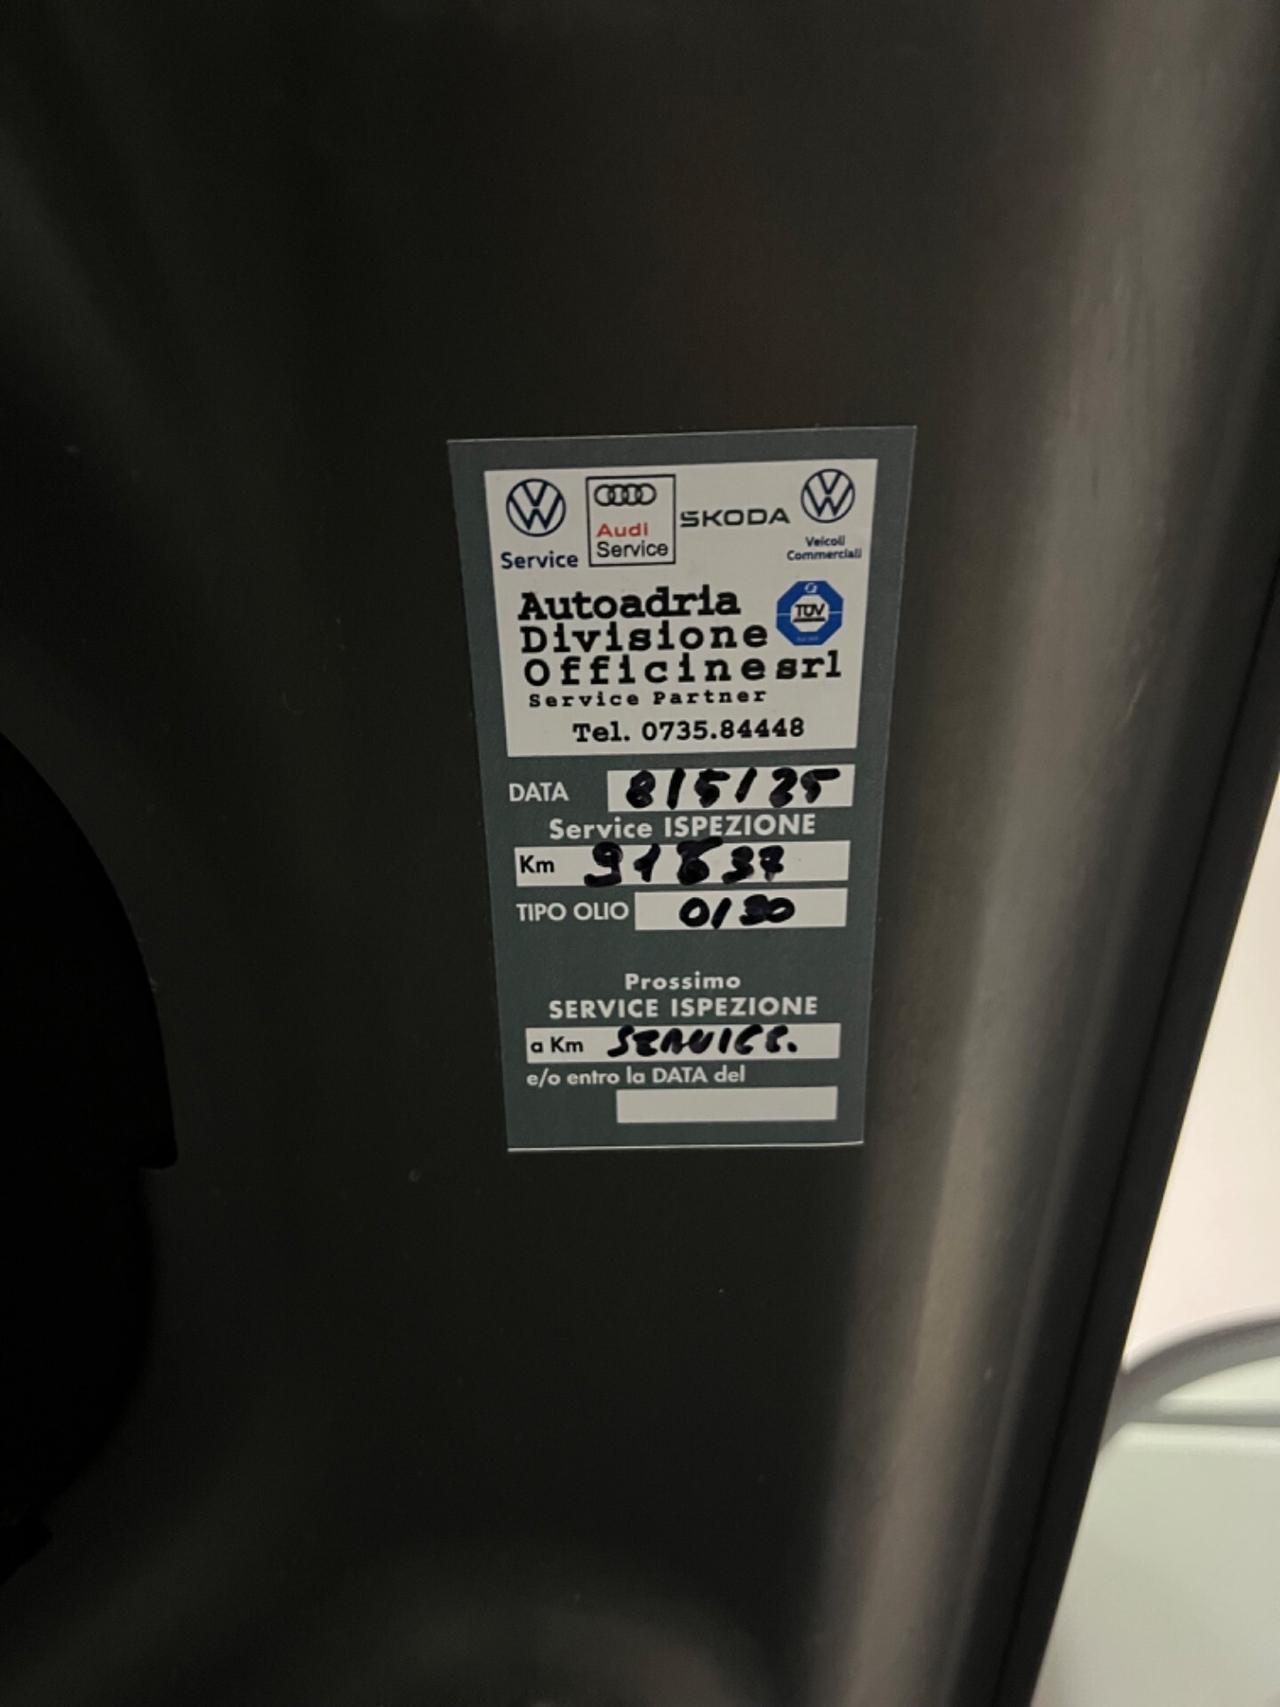 Service
Audi
Service
SKODA
Veicoli
Commerciali
Autoadria
Divisione
TÜV
Officine srl
Service Partner
Tel. 0735.84448
DATA 8/5/25
Service ISPEZIONE
Km
TIPO OLIO 0/30
Prossimo
SERVICE ISPEZIONE
a Km SERVICE.
e/o entro la DATA del